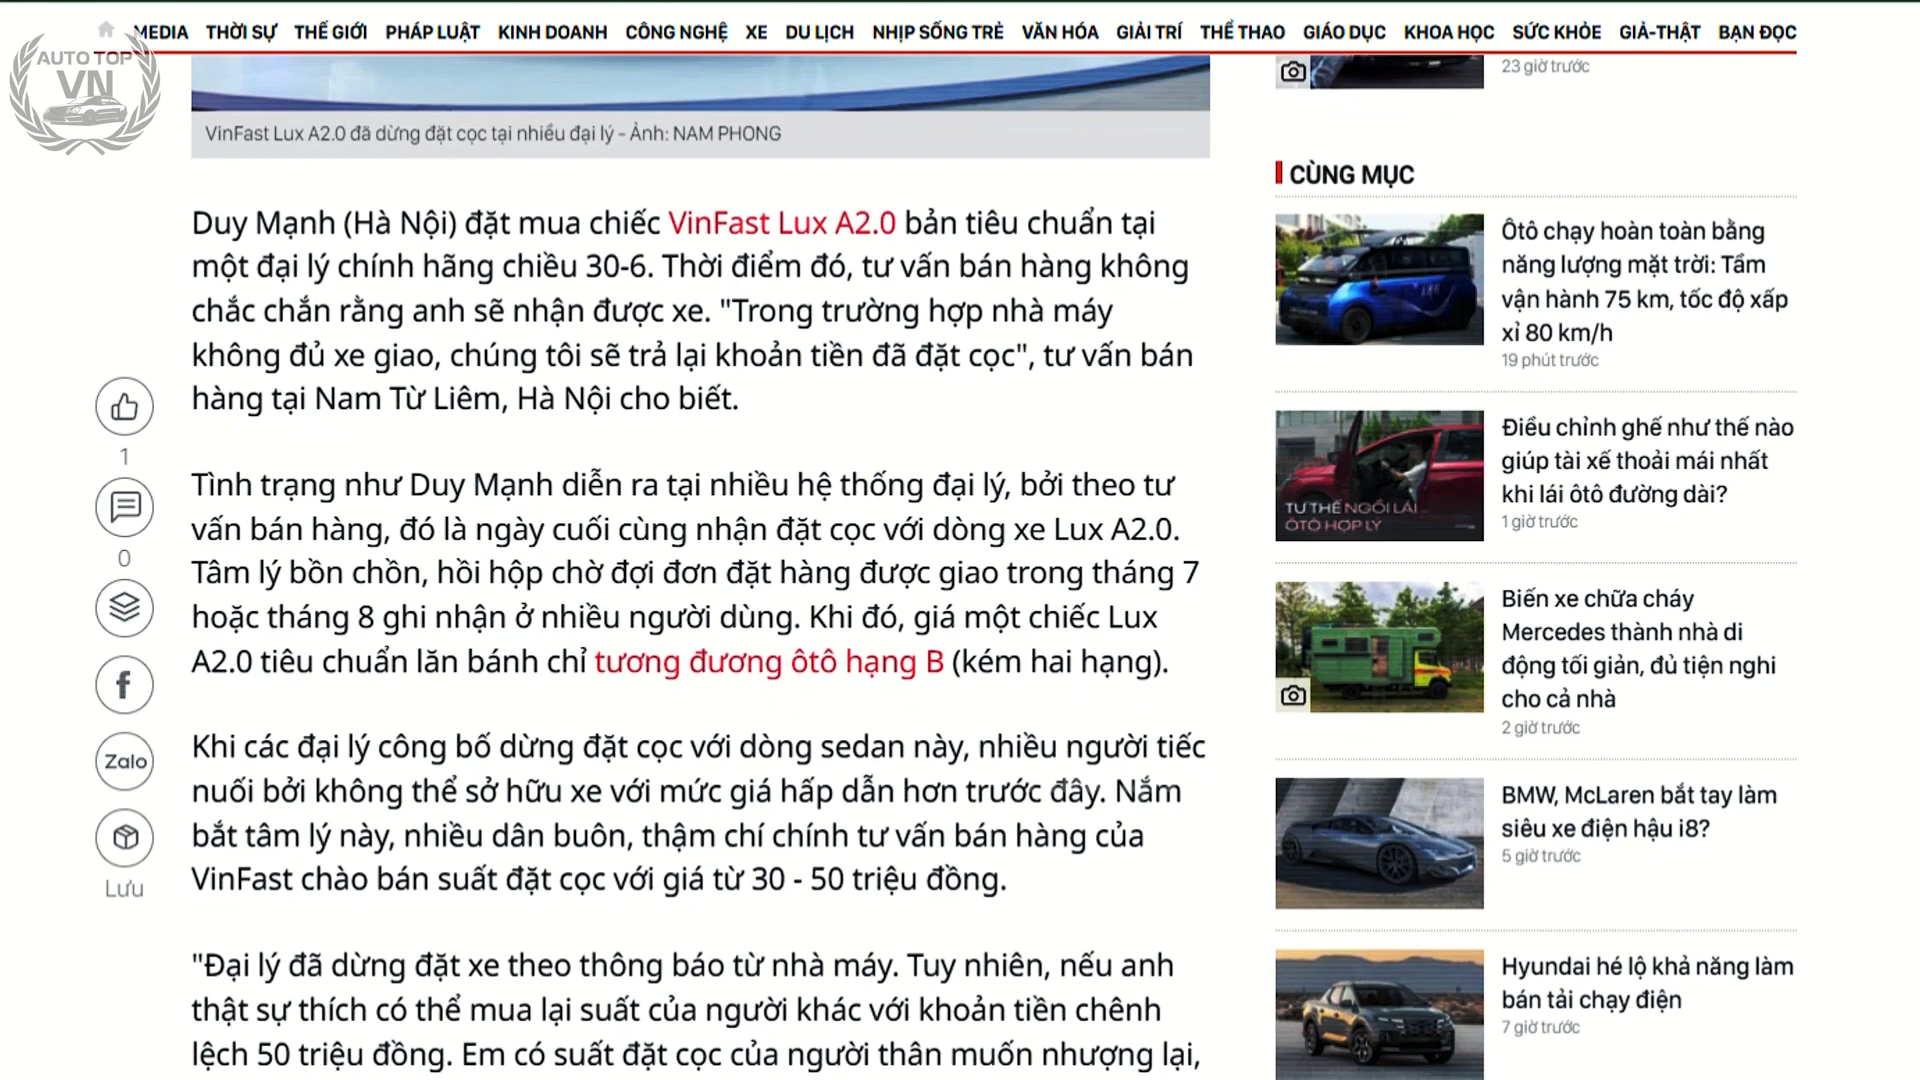 MEDIA THỜI SỰ THẾ GIỚI PHÁP LUẬT KINH DOANH CÔNG NGHỆ XE DU LỊCH NHỊP SỐNG TRẺ VĂN HÓA GIẢI TRÍ THỂ THAO GIÁO DỤC KHOA HỌC SỨC KHỎE GIẢ-THẬT BẠN ĐỌC
AUTO TOP
VN
VinFast Lux A2.0 đã dừng đặt cọc tại nhiều đại lý - Ảnh: NAM PHONG
Duy Mạnh (Hà Nội) đặt mua chiếc VinFast Lux A2.0 bản tiêu chuẩn tại
một đại lý chính hãng chiều 30-6. Thời điểm đó, tư vấn bán hàng không
chắc chắn rằng anh sẽ nhận được xe. "Trong trường hợp nhà máy
không đủ xe giao, chúng tôi sẽ trả lại khoản tiền đã đặt cọc", tư vấn bán
hàng tại Nam Từ Liêm, Hà Nội cho biết.
Tình trạng như Duy Mạnh diễn ra tại nhiều hệ thống đại lý, bởi theo tư
vấn bán hàng, đó là ngày cuối cùng nhận đặt cọc với dòng xe Lux A2.0.
Tâm lý bồn chồn, hồi hộp chờ đợi đơn đặt hàng được giao trong tháng 7
hoặc tháng 8 ghi nhận ở nhiều người dùng. Khi đó, giá một chiếc Lux
A2.0 tiêu chuẩn lăn bánh chỉ tương đương ôtô hạng B (kém hai hạng).
Khi các đại lý công bố dừng đặt cọc với dòng sedan này, nhiều người tiếc
nuối bởi không thể sở hữu xe với mức giá hấp dẫn hơn trước đây. Nắm
bắt tâm lý này, nhiều dân buôn, thậm chí chính tư vấn bán hàng của
VinFast chào bán suất đặt cọc với giá từ 30 - 50 triệu đồng.
"Đại lý đã dừng đặt xe theo thông báo từ nhà máy. Tuy nhiên, nếu anh
thật sự thích có thể mua lại suất của người khác với khoản tiền chênh
lệch 50 triệu đồng. Em có suất đặt cọc của người thân muốn nhượng lại,
1
0
Zalo
Lưu
23 giờ trước
CÙNG MỤC
Ôtô chạy hoàn toàn bằng
năng lượng mặt trời: Tầm
vận hành 75 km, tốc độ xấp
xỉ 80 km/h
19 phút trước
TƯ THẾ NGỒI LÁI
ÔTÔ HỢP LÝ
Điều chỉnh ghế như thế nào
giúp tài xế thoải mái nhất
khi lái ôtô đường dài?
1 giờ trước
Biến xe chữa cháy
Mercedes thành nhà di
động tối giản, đủ tiện nghi
cho cả nhà
2 giờ trước
BMW, McLaren bắt tay làm
siêu xe điện hậu i8?
5 giờ trước
Hyundai hé lộ khả năng làm
bán tải chạy điện
7 giờ trước